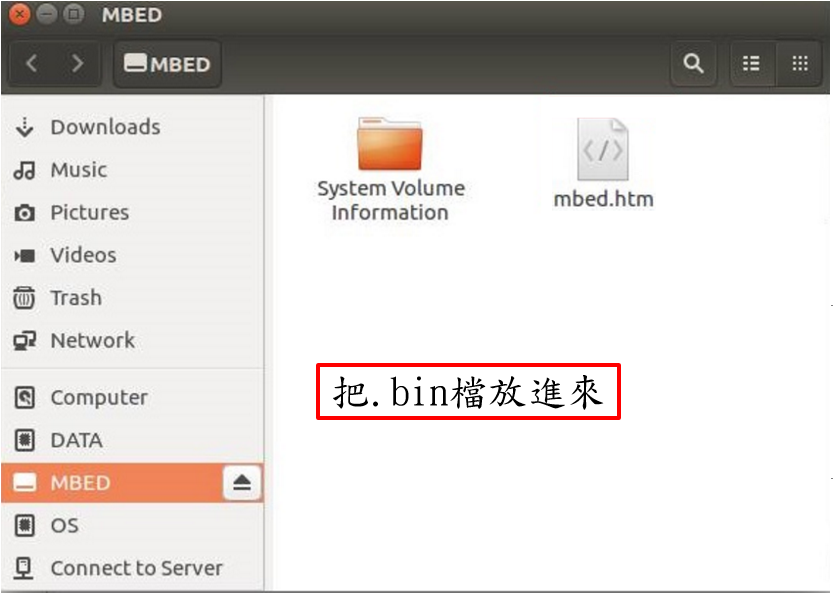 MBED
MBED
Downloads
Music
Pictures
Videos
Trash
Network
Computer
DATA
MBED
OS
Connect to Server
System Volume
Information
mbed.htm
把.bin檔放進來